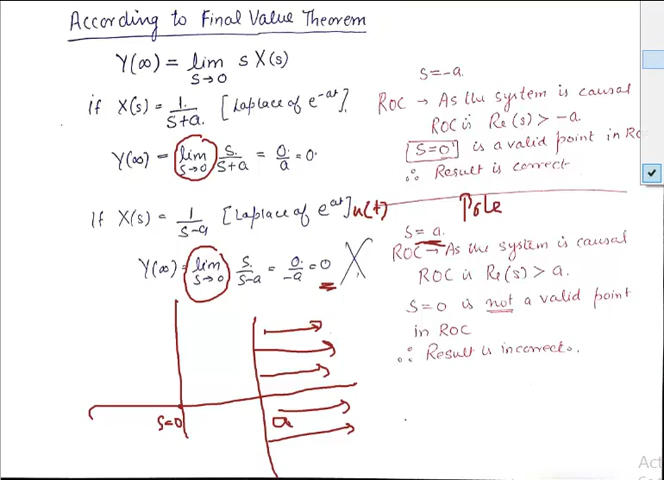 According to Final Value Theorem
Y(∞) = lim s X(s)
s→0
if X(s) = 1/(s+a) [Laplace of e^-at].
Y(∞) = lim s/(s+a) = 0/a = 0.
s→0
If X(s) = 1/(s-a) [Laplace of e^at] u(t)
Y(∞) = lim s/(s-a) = 0/-a = 0 X
s→0
s=0
a
s=-a.
ROC → As the system is causal
ROC is Re(s) > -a.
s=0 is a valid point in RO
∴ Result is correct
Pole
s = a.
ROC → As the system is causal
ROC is Re(s) > a.
s=0 is not a valid point
in ROC
∴ Result is incorrect.
Act